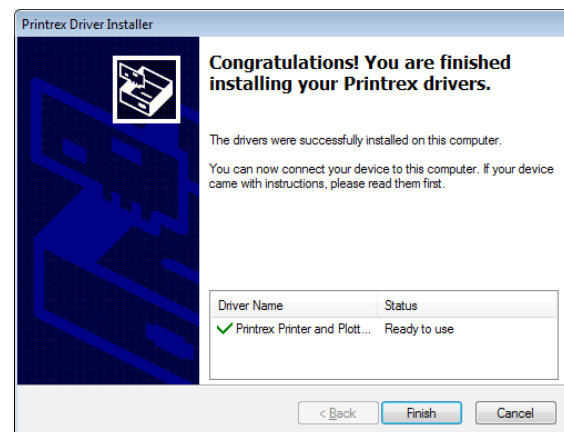 Printrex Driver Installer
Congratulations! You are finished
installing your Printrex drivers.
The drivers were successfully installed on this computer.
You can now connect your device to this computer. If your device
came with instructions, please read them first.
Driver Name Status
Printrex Printer and Plott... Ready to use
< Back Finish Cancel